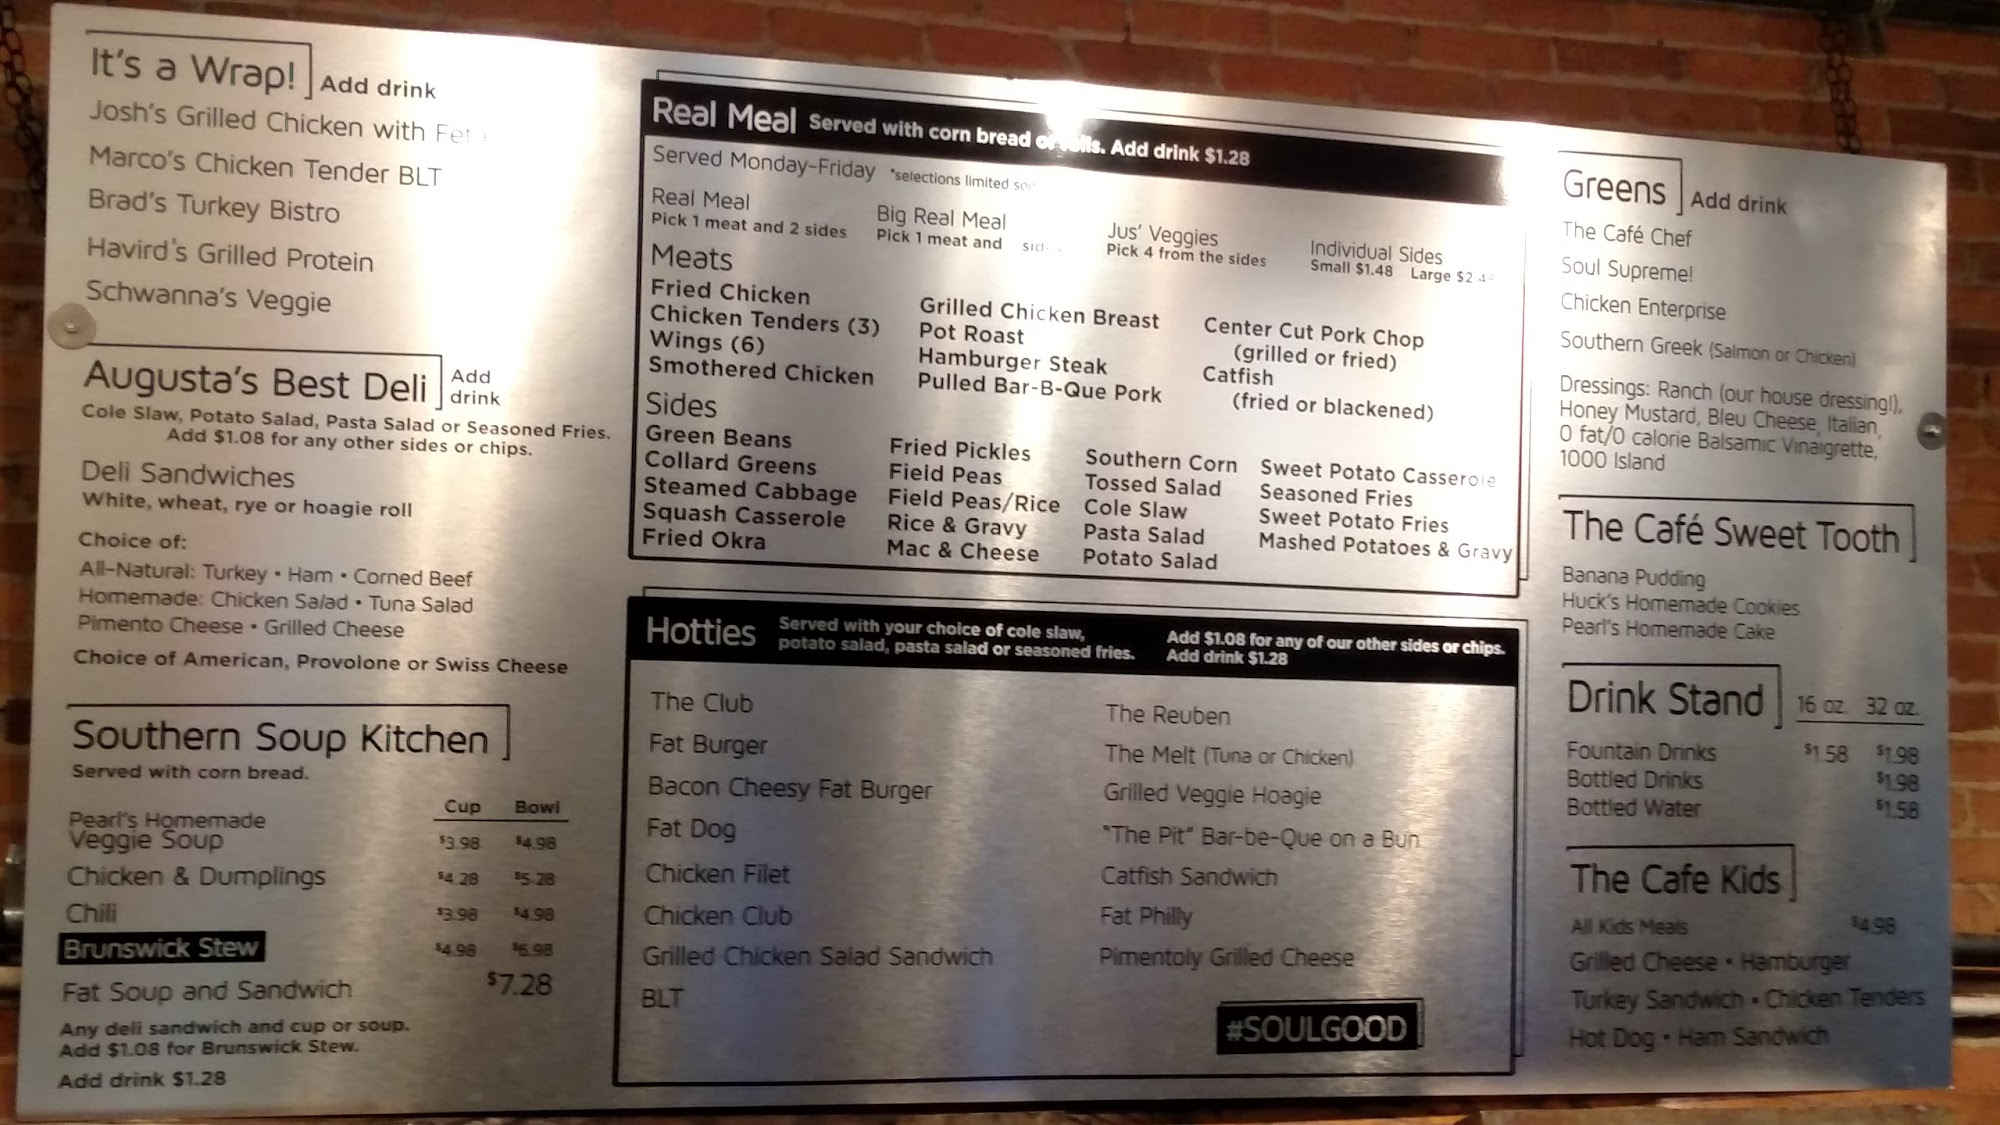 It's a Wrap! Add drink
Josh's Grilled Chicken with
Marco's Chicken Tender BLT
Brad's Turkey Bistro
Havird's Grilled Protein
Schwanna's Veggie
Augusta's Best Deli Add drink
Cole Slaw, Potato Salad, Pasta Salad or Seasoned Fries.
Add $1.08 for any other sides or chips.
Deli Sandwiches
White, wheat, rye or hoagie roll
Choice of:
All-Natural: Turkey • Ham • Corned Beef
Homemade: Chicken Salad • Tuna Salad
Pimento Cheese • Grilled Cheese
Choice of American, Provolone or Swiss Cheese
Southern Soup Kitchen
Served with corn bread.
Cup Bowl
Pearl's Homemade
Veggie Soup $3.98 $4.98
Chicken & Dumplings $4.28 $5.28
Chili $3.98 $4.98
Brunswick Stew $4.98 $6.98
Fat Soup and Sandwich $7.28
Any deli sandwich and cup or soup.
Add $1.08 for Brunswick Stew.
Add drink $1.28
Real Meal Served with corn bread or rolls. Add drink $1.28
Served Monday-Friday *selections limited
Real Meal
Pick 1 meat and 2 sides
Big Real Meal
Pick 1 meat and
Jus' Veggies
Pick 4 from the sides
Individual Sides
Small $1.48 Large
Meats
Fried Chicken
Chicken Tenders (3)
Wings (6)
Smothered Chicken
Grilled Chicken Breast
Pot Roast
Hamburger Steak
Pulled Bar-B-Que Pork
Center Cut Pork Chop
(grilled or fried)
Catfish
(fried or blackened)
Sides
Green Beans
Collard Greens
Steamed Cabbage
Squash Casserole
Fried Okra
Fried Pickles
Field Peas
Field Peas/Rice
Rice & Gravy
Mac & Cheese
Southern Corn
Tossed Salad
Cole Slaw
Pasta Salad
Potato Salad
Sweet Potato Casserole
Seasoned Fries
Sweet Potato Fries
Mashed Potatoes & Gravy
Hotties Served with your choice of cole slaw,
potato salad, pasta salad or seasoned fries.
Add $1.08 for any of our other sides or chips.
Add drink $1.28
The Club
Fat Burger
Bacon Cheesy Fat Burger
Fat Dog
Chicken Filet
Chicken Club
Grilled Chicken Salad Sandwich
BLT
The Reuben
The Melt (Tuna or Chicken)
Grilled Veggie Hoagie
"The Pit" Bar-be-Que on a Bun
Catfish Sandwich
Fat Philly
Pimentoly Grilled Cheese
#SOULGOOD
Greens Add drink
The Café Chef
Soul Supreme!
Chicken Enterprise
Southern Greek (Salmon or Chicken)
Dressings: Ranch (our house dressing!),
Honey Mustard, Bleu Cheese, Italian,
0 fat/0 calorie Balsamic Vinaigrette,
1000 Island
The Café Sweet Tooth
Banana Pudding
Huck's Homemade Cookies
Pearl's Homemade Cake
Drink Stand 16 oz. 32 oz.
Fountain Drinks $1.58 $1.98
Bottled Drinks $1.98
Bottled Water $1.58
The Cafe Kids
All Kids Meals $4.98
Grilled Cheese • Hamburger
Turkey Sandwich • Chicken Tenders
Hot Dog • Ham Sandwich